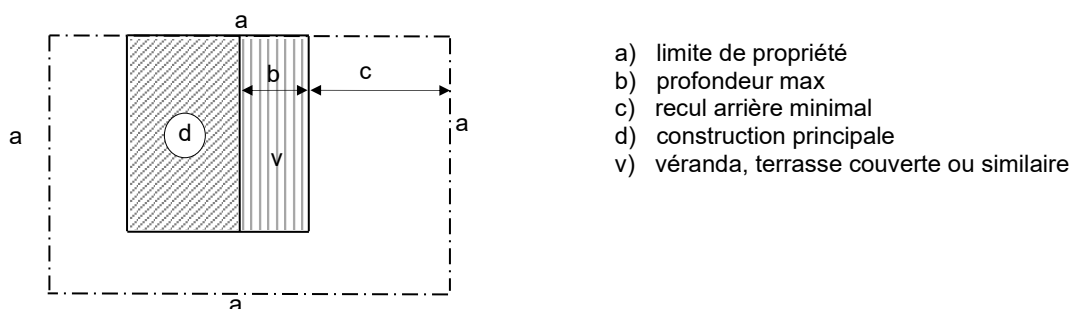 a
b
c
a
a
d
v
a
a) limite de propriété
b) profondeur max
c) recul arrière minimal
d) construction principale
v) véranda, terrasse couverte ou similaire